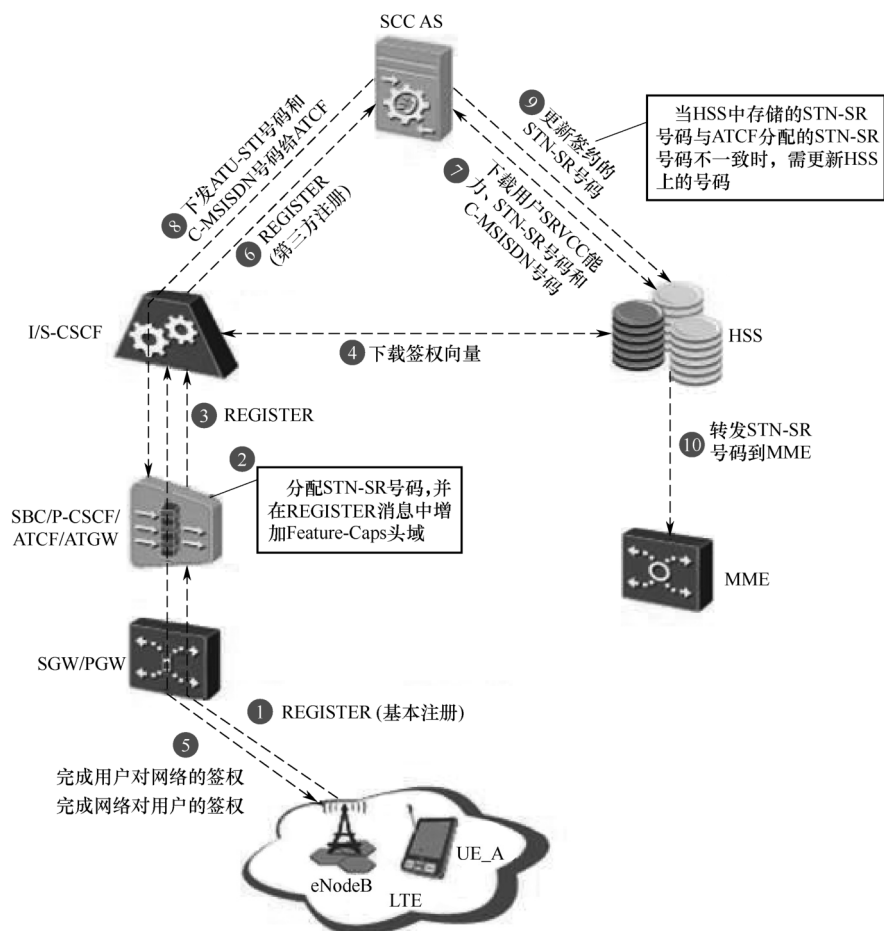 SCC AS
8 下发ATU-STI号码和
C-MSISDN号码给ATCF
6 REGISTER
(第三方注册)
9 更新签约的
STN-SR号码
7 下载用户SRVCC能
力、STN-SR号码和
C-MSISDN号码
当HSS中存储的STN-SR
号码与ATCF分配的STN-SR
号码不一致时，需更新HSS
上的号码
I/S-CSCF
HSS
4 下载签权向量
3 REGISTER
10 转发STN-SR
号码到MME
2
分配STN-SR号码，并
在REGISTER消息中增
加Feature-Caps头域
SBC/P-CSCF/
ATCF/ATGW
MME
SGW/PGW
1 REGISTER (基本注册)
5
完成用户对网络的签权
完成网络对用户的签权
UE_A
eNodeB
LTE